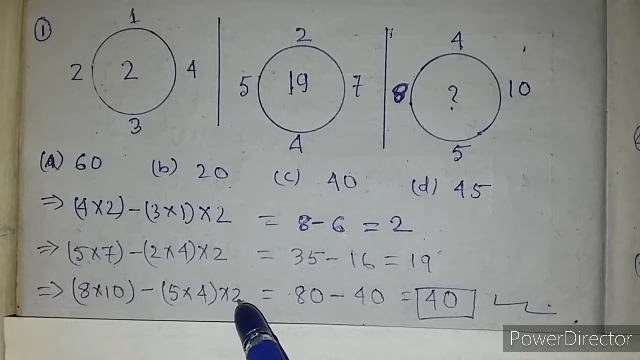 ①
1
2 2 4
3
2
5 19 7
4
4
8 ? 10
5
(a) 60 (b) 20 (c) 40 (d) 45
⇒ (4×2)-(3×1)×2 = 8-6 = 2
⇒ (5×7)-(2×4)×2 = 35-16 = 19
⇒ (8×10)-(5×4)×2 = 80-40 = 40
PowerDirector